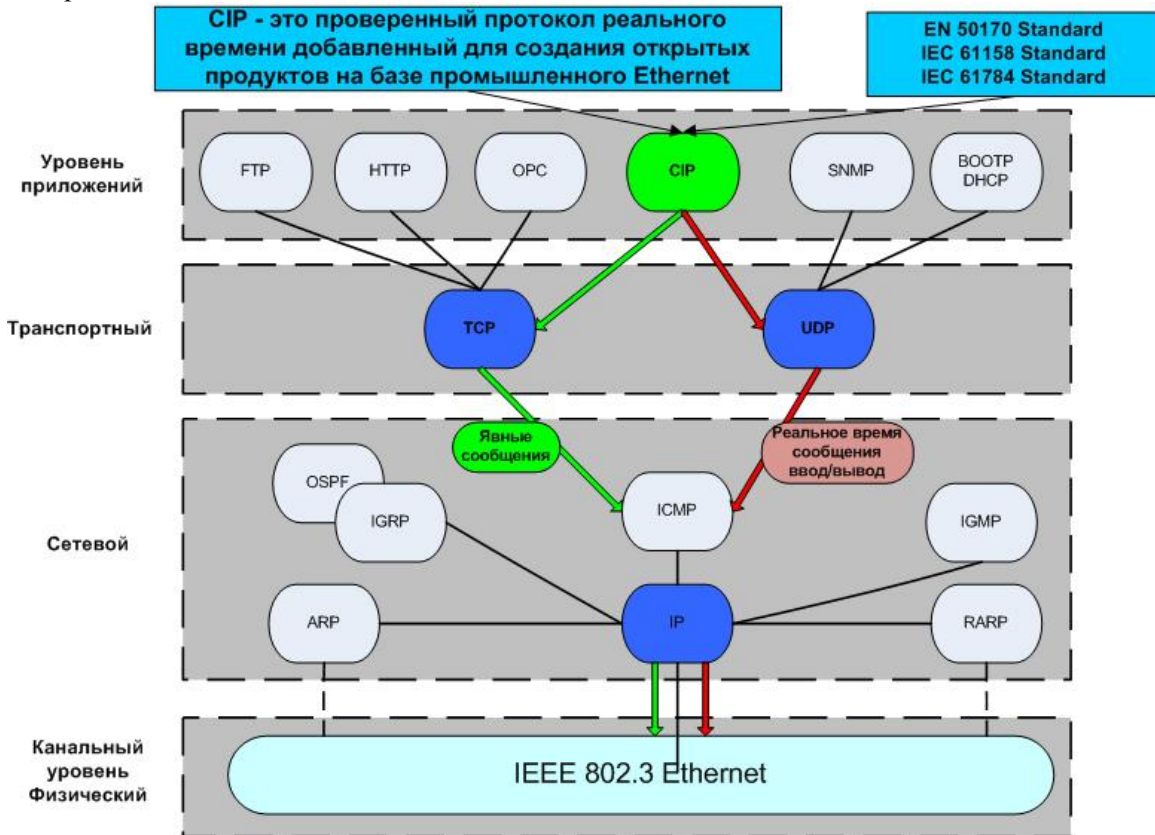 CIP - это проверенный протокол реального
времени добавленный для создания открытых
продуктов на базе промышленного Ethernet
EN 50170 Standard
IEC 61158 Standard
IEC 61784 Standard
Уровень
приложений
FTP
HTTP
OPC
CIP
SNMP
BOOTP
DHCP
Транспортный
TCP
UDP
Явные
сообщения
Реальное время
сообщения
ввод/вывод
Сетевой
OSPF
IGRP
ICMP
IGMP
ARP
IP
RARP
Канальный
уровень
Физический
IEEE 802.3 Ethernet